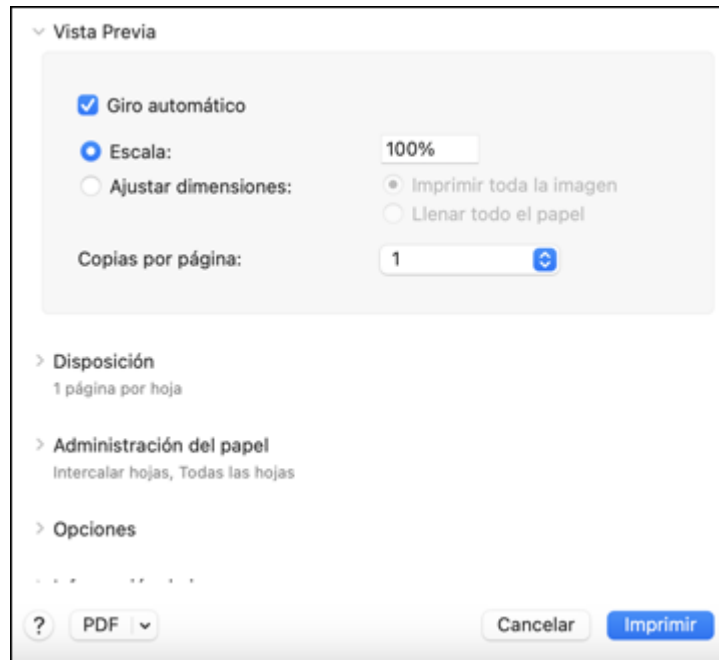 Vista Previa
Giro automático
Escala: 100%
Ajustar dimensiones: Imprimir toda la imagen
Llenar todo el papel
Copias por página: 1
Disposición
1 página por hoja
Administración del papel
Intercalar hojas, Todas las hojas
Opciones
? PDF Cancelar Imprimir